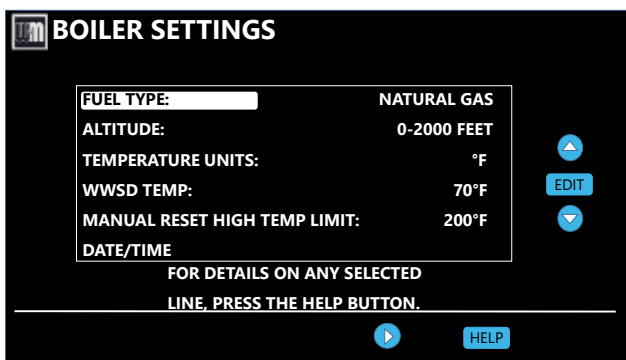 UPM BOILER SETTINGS
FUEL TYPE: NATURAL GAS
ALTITUDE: 0-2000 FEET
TEMPERATURE UNITS: °F
WWSD TEMP: 70°F
EDIT
MANUAL RESET HIGH TEMP LIMIT: 200°F
DATE/TIME
FOR DETAILS ON ANY SELECTED
LINE, PRESS THE HELP BUTTON.
HELP